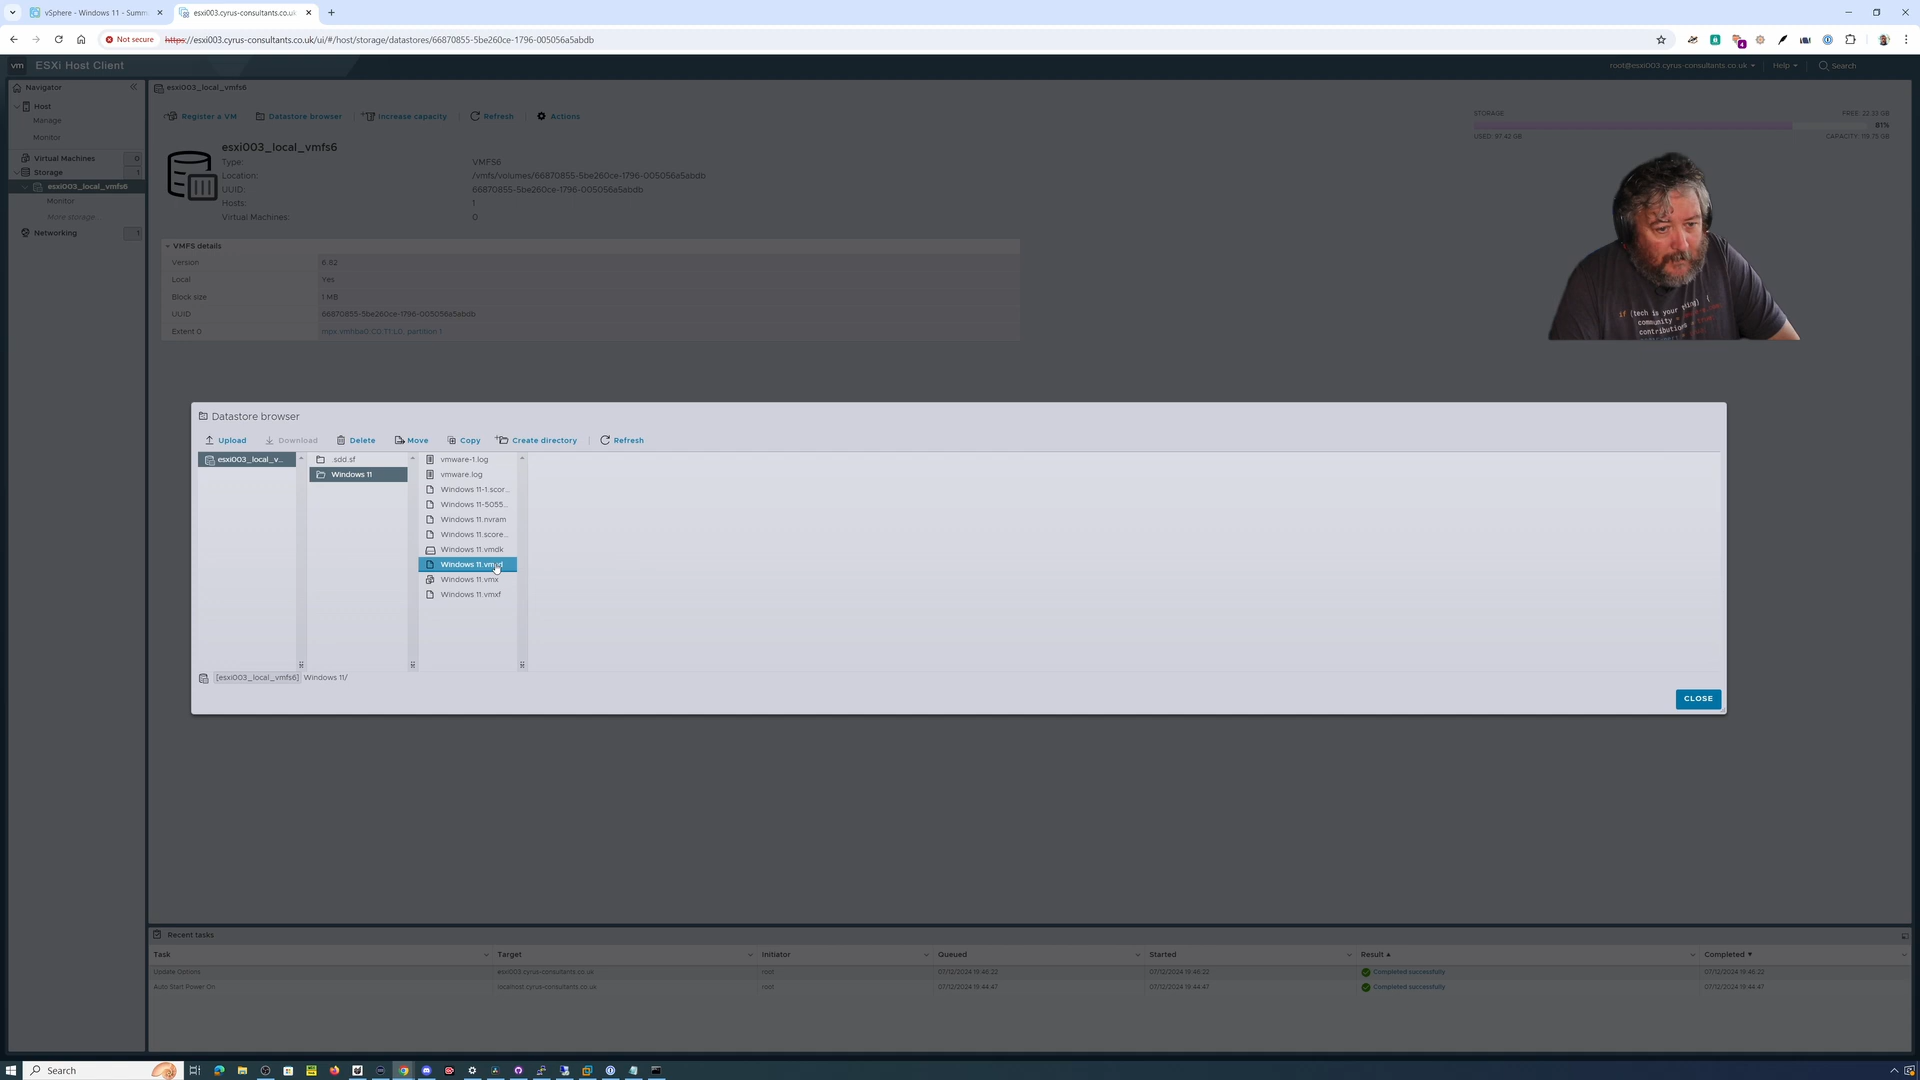 vSphere - Windows 11 - Summ
esxi003.cyrus-consultants.co.uk
Not secure
https://esxi003.cyrus-consultants.co.uk/ui/#/host/storage/datastores/66870855-5be260ce-1796-005056a5abdb
4
vm ESXi Host Client
root@esxi003.cyrus-consultants.co.uk
Help
Search
Navigator
Host
Manage
Monitor
Virtual Machines 0
Storage 1
esxi003_local_vmfs6
Monitor
More storage...
Networking 1
esxi003_local_vmfs6
Register a VM Datastore browser Increase capacity Refresh Actions
STORAGE FREE: 22.33 GB
81%
USED: 97.42 GB CAPACITY: 119.75 GB
esxi003_local_vmfs6
Type: VMFS6
Location: /vmfs/volumes/66870855-5be260ce-1796-005056a5abdb
UUID: 66870855-5be260ce-1796-005056a5abdb
Hosts: 1
Virtual Machines: 0
VMFS details
Version 6.82
Local Yes
Block size 1 MB
UUID 66870855-5be260ce-1796-005056a5abdb
Extent 0 mpx.vmhba0:C0:T1:L0, partition 1
if (tech is your
community =
contributions
Datastore browser
Upload Download Delete Move Copy Create directory Refresh
esxi003_local_v...
.sdd.sf
Windows 11
vmware-1.log
vmware.log
Windows 11-1.scor...
Windows 11-5055...
Windows 11.nvram
Windows 11.score...
Windows 11.vmdk
Windows 11.vmsd
Windows 11.vmx
Windows 11.vmxf
[esxi003_local_vmfs6] Windows 11/
CLOSE
Recent tasks
Task Target Initiator Queued Started Result Completed
Update Options esxi003.cyrus-consultants.co.uk root 07/12/2024 19:46:22 07/12/2024 19:46:22 Completed successfully 07/12/2024 19:46:22
Auto Start Power On localhost.cyrus-consultants.co.uk root 07/12/2024 19:44:47 07/12/2024 19:44:47 Completed successfully 07/12/2024 19:44:47
Search